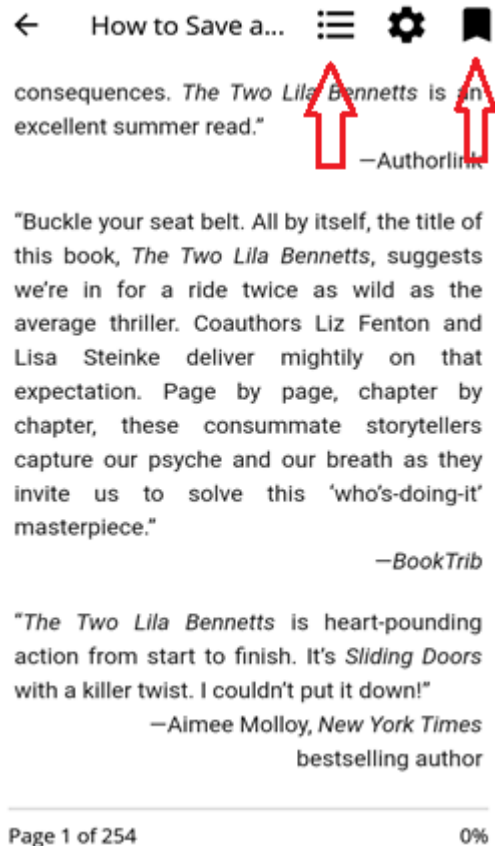 How to Save a...
consequences. The Two Lila Bennetts is an
excellent summer read.”
—Authorlink
“Buckle your seat belt. All by itself, the title of
this book, The Two Lila Bennetts, suggests
we’re in for a ride twice as wild as the
average thriller. Coauthors Liz Fenton and
Lisa Steinke deliver mightily on that
expectation. Page by page, chapter by
chapter, these consummate storytellers
capture our psyche and our breath as they
invite us to solve this ‘who’s-doing-it’
masterpiece.”
—BookTrib
“The Two Lila Bennetts is heart-pounding
action from start to finish. It’s Sliding Doors
with a killer twist. I couldn’t put it down!”
—Aimee Molloy, New York Times
bestselling author
Page 1 of 254 0%